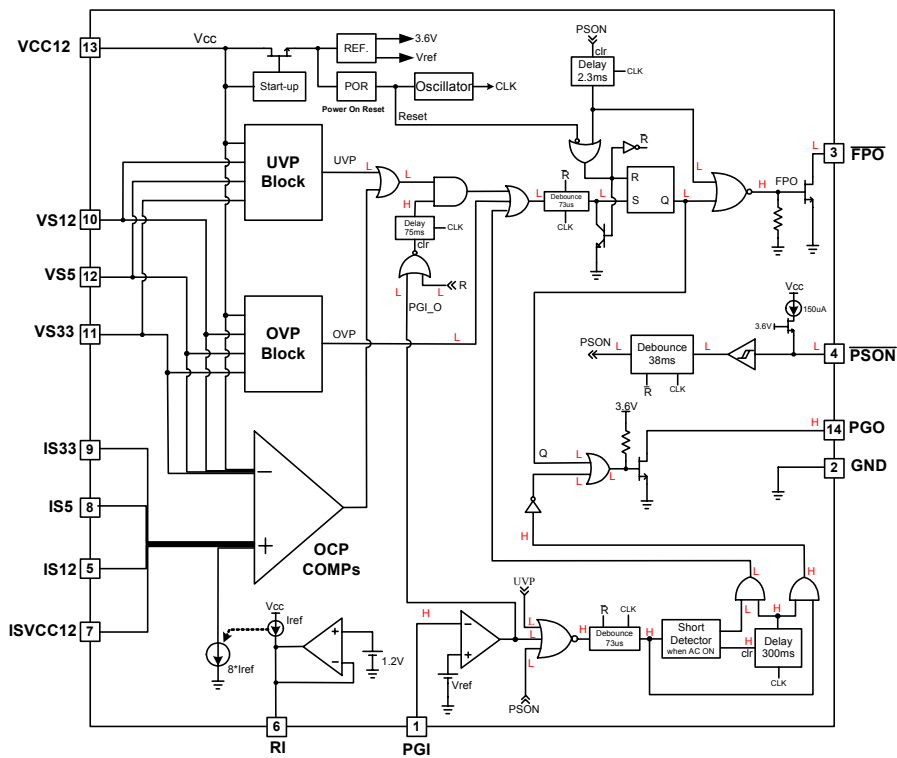 VCC12
13
Vcc
Start-up
REF.
3.6V
Vref
POR
Power On Reset
Oscillator
CLK
Reset
PSON
clr
Delay
2.3ms
CLK
R
R
S
Q
L
L
L
H
FPO
L
3
FPO
UVP
Block
UVP
L
L
H
Delay
75ms
CLK
clr
L
L
R
PGI_O
L
R
Debounce
73us
CLK
L
VS12
10
VS5
12
VS33
11
OVP
Block
OVP
L
Vcc
150uA
3.6V
PSON
L
Debounce
38ms
R
CLK
L
L
4
PSON
3.6V
H
14
PGO
Q
L
L
L
2
GND
IS33
9
IS5
8
IS12
5
ISVCC12
7
OCP
COMPs
H
L
H
Vcc
Iref
8*Iref
1.2V
6
RI
H
Vref
1
PGI
UVP
L
L
L
PSON
H
R
CLK
Debounce
73us
H
Short
Detector
when AC ON
L
H
H
clr
Delay
300ms
CLK